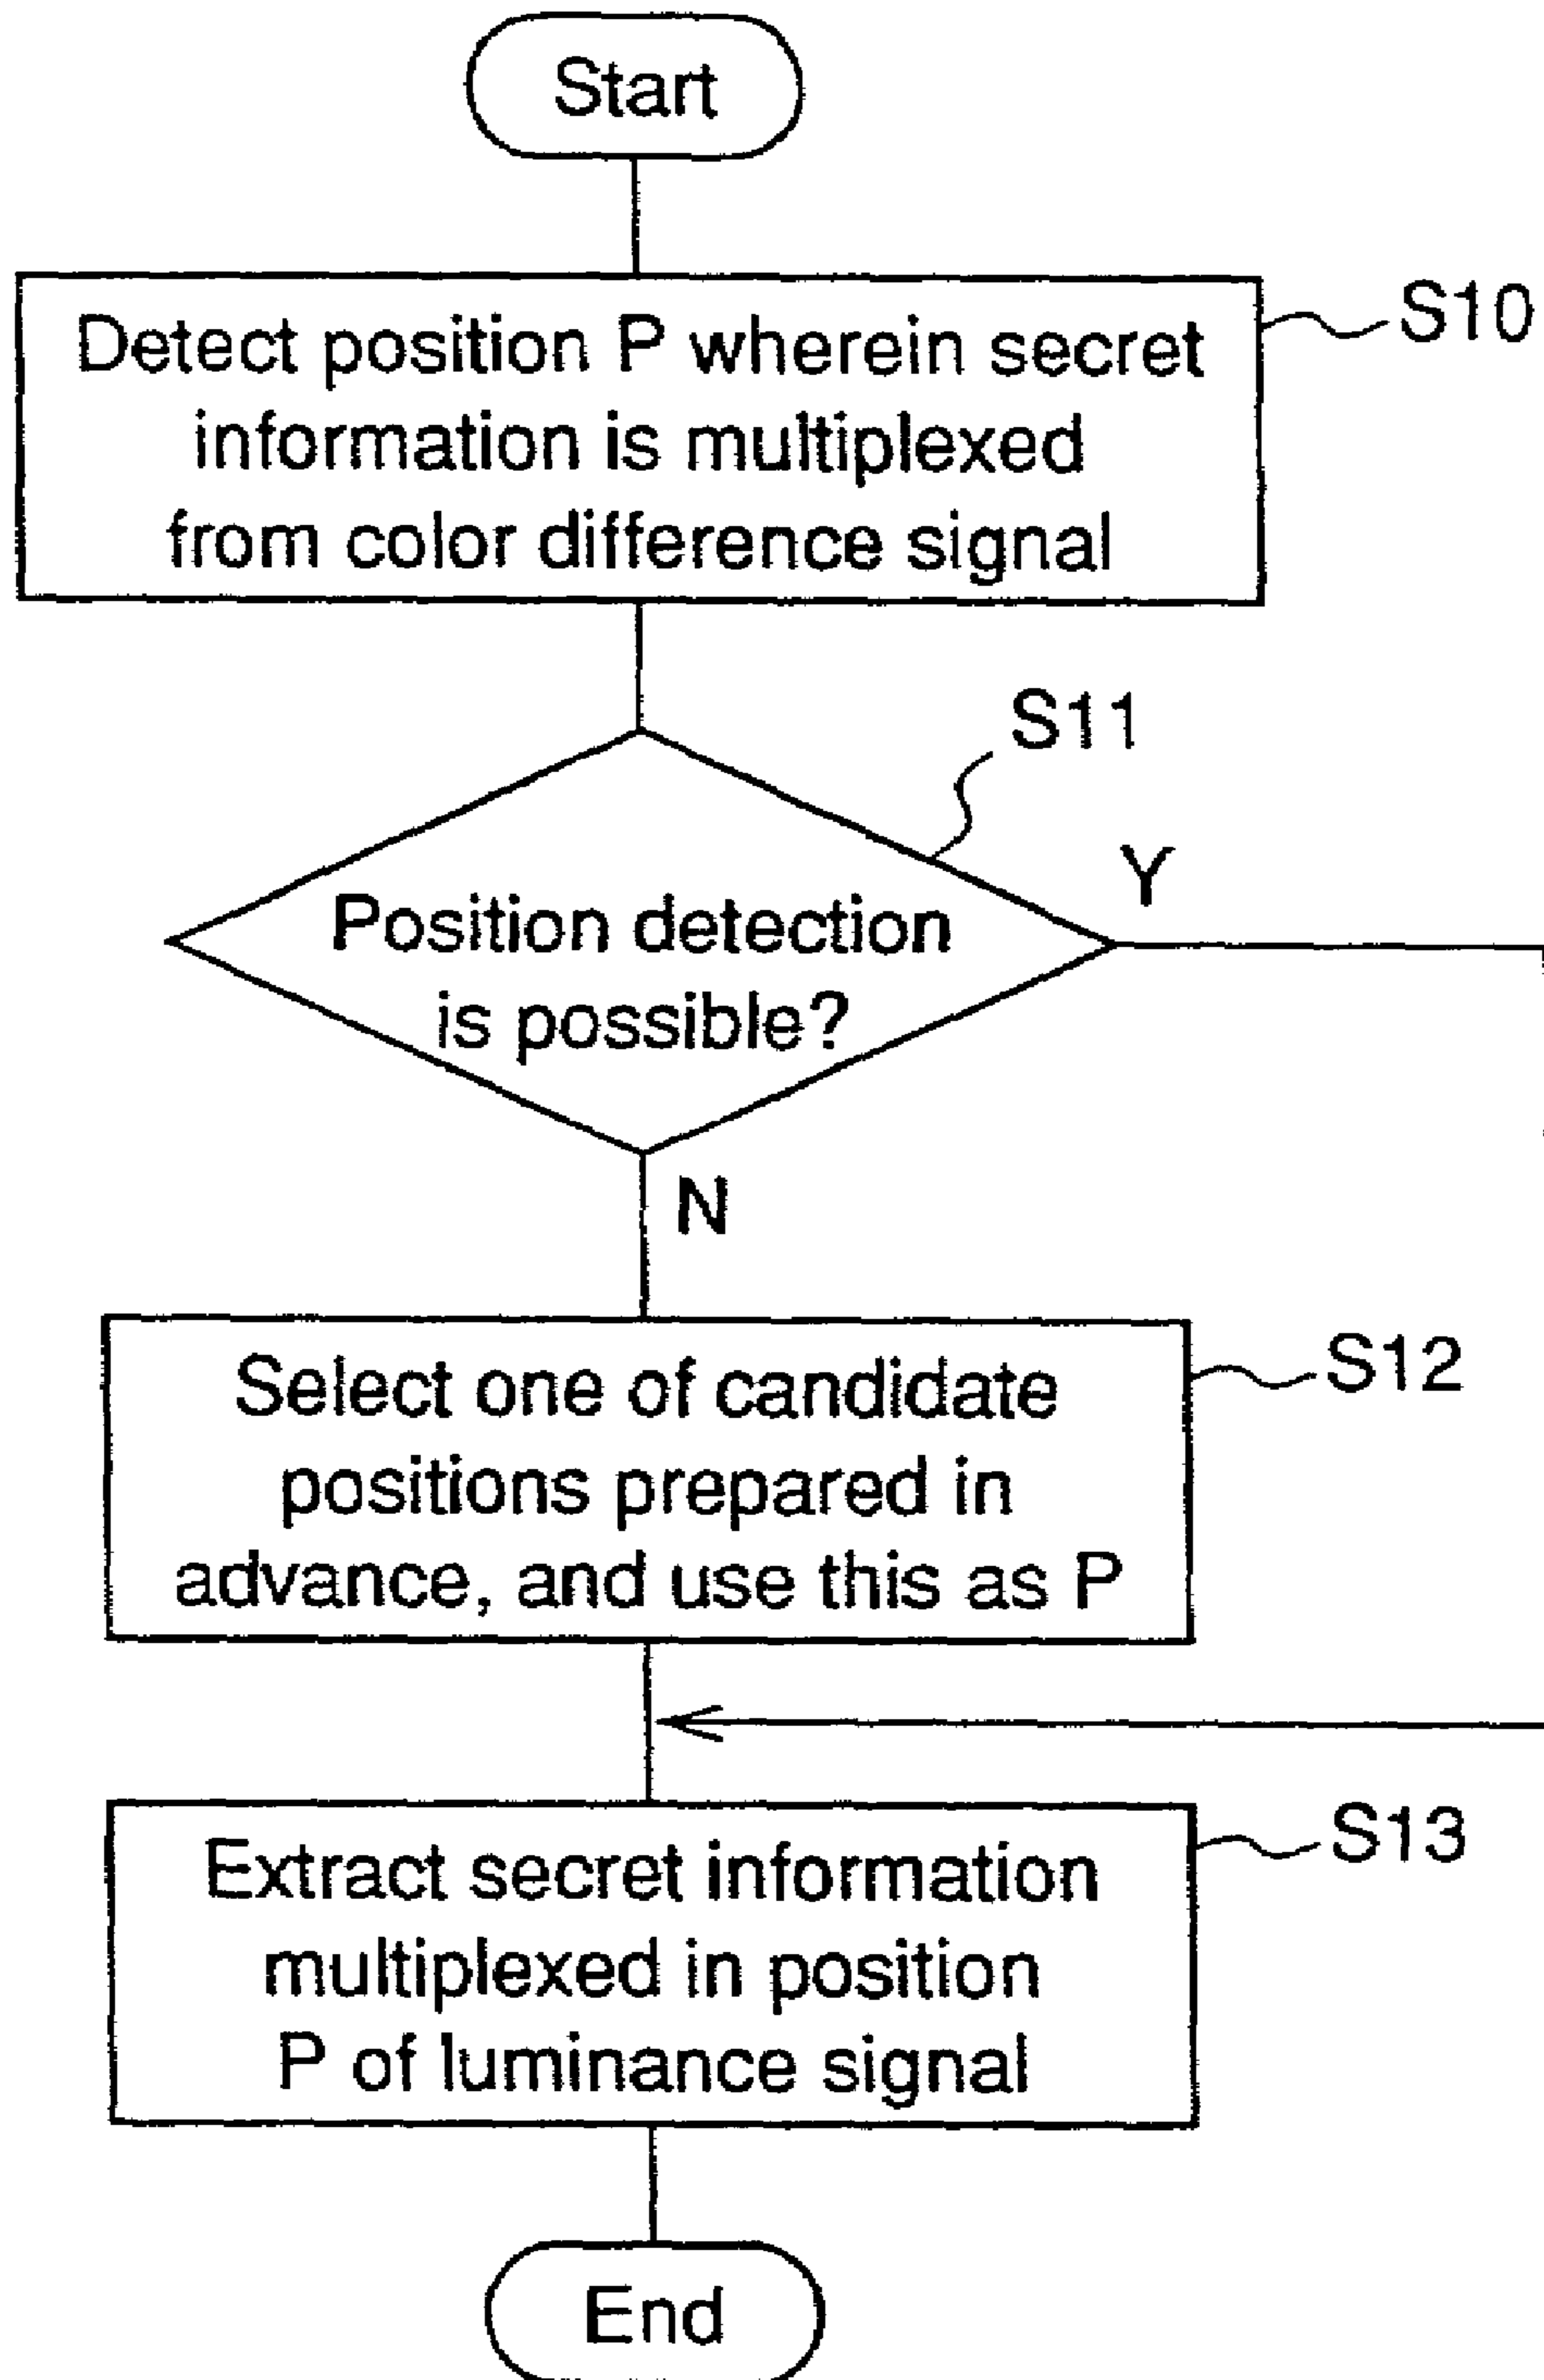 Start
Detect position P wherein secret
information is multiplexed
from color difference signal
S10
S11
Position detection
is possible?
Y
N
Select one of candidate
positions prepared in
advance, and use this as P
S12
Extract secret information
multiplexed in position
P of luminance signal
S13
End